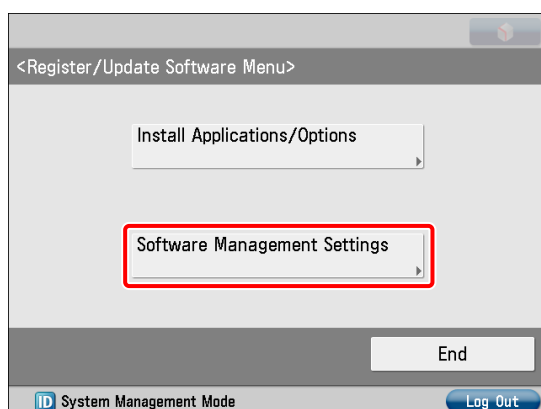 <Register/Update Software Menu>
Install Applications/Options
Software Management Settings
End
ID System Management Mode
Log Out